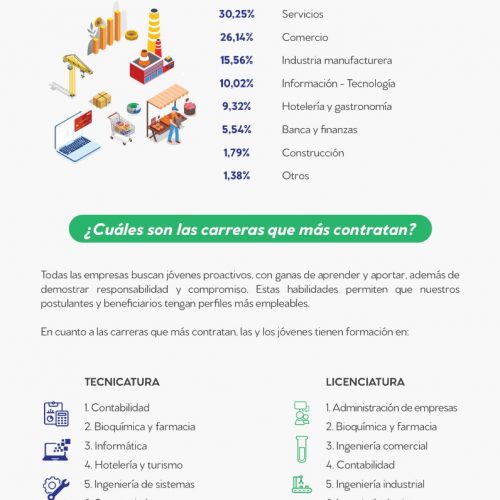 30,25% Servicios
26,14% Comercio
15,56% Industria manufacturera
10,02% Información - Tecnología
9,32% Hotelería y gastronomía
5,54% Banca y finanzas
1,79% Construcción
1,38% Otros
¿Cuáles son las carreras que más contratan?
Todas las empresas buscan jóvenes proactivos, con ganas de aprender y aportar, además de
demostrar responsabilidad y compromiso. Estas habilidades permiten que nuestros
postulantes y beneficiarios tengan perfiles más empleables.
En cuanto a las carreras que más contratan, las y los jóvenes tienen formación en:
TECNICATURA
1. Contabilidad
2. Bioquímica y farmacia
3. Informática
4. Hotelería y turismo
5. Ingeniería de sistemas
LICENCIATURA
1. Administración de empresas
2. Bioquímica y farmacia
3. Ingeniería comercial
4. Contabilidad
5. Ingeniería industrial